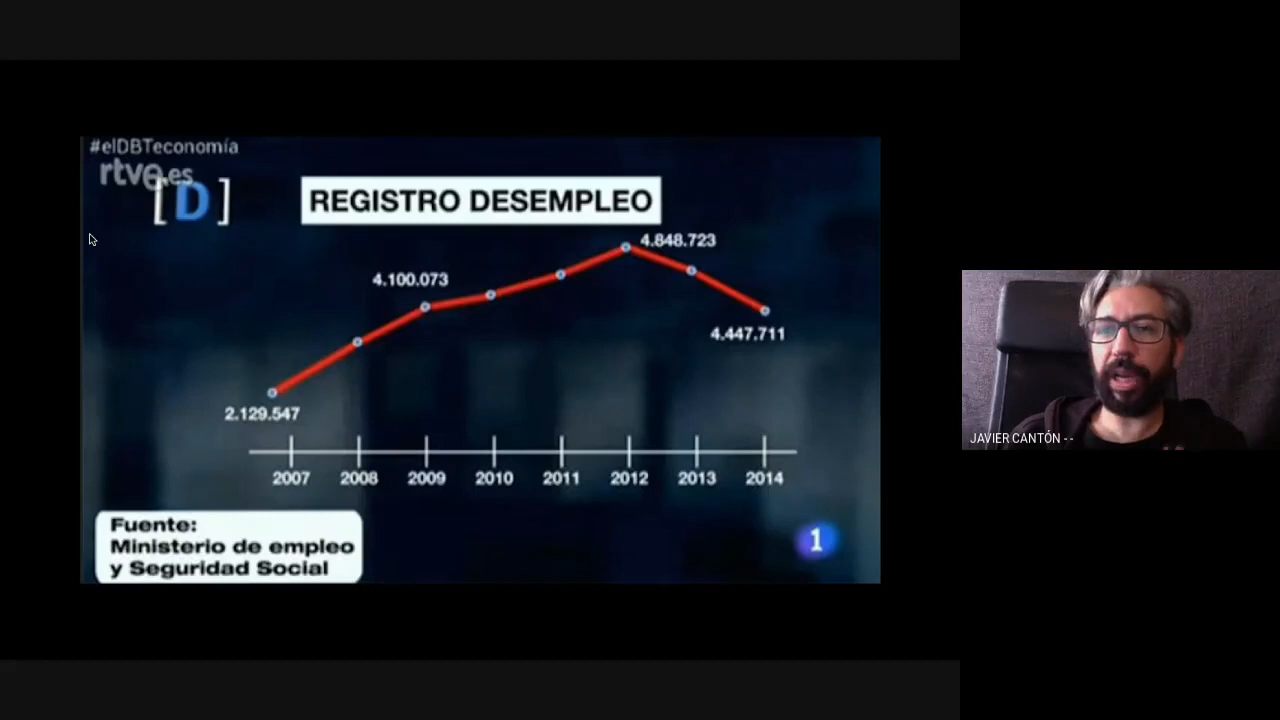 #elDBTeconomía
rtve.es
[D]
REGISTRO DESEMPLEO
4.848.723
4.100.073
4.447.711
2.129.547
2007 2008 2009 2010 2011 2012 2013 2014
Fuente:
Ministerio de empleo
y Seguridad Social
1
JAVIER CANTÓN - -